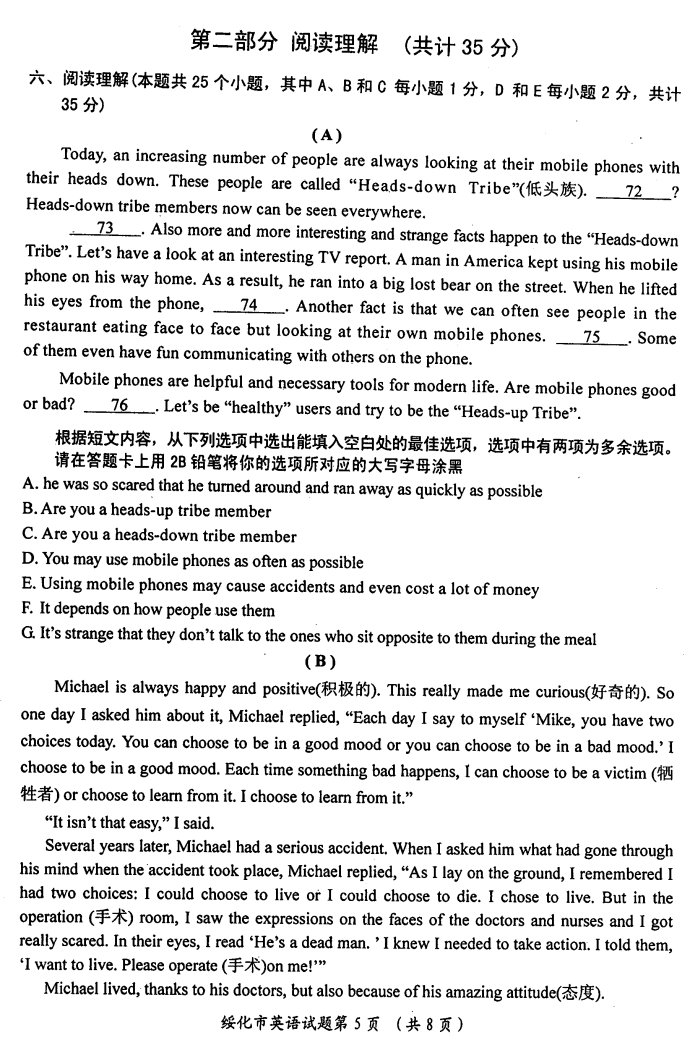 第二部分 阅读理解 (共计 35 分)
六、阅读理解(本题共 25 个小题，其中 A、B 和 C 每小题 1 分，D 和 E 每小题 2 分，共计
35 分)
(A)
Today, an increasing number of people are always looking at their mobile phones with
their heads down. These people are called “Heads-down Tribe”(低头族). 72 ?
Heads-down tribe members now can be seen everywhere.
73 . Also more and more interesting and strange facts happen to the “Heads-down
Tribe”. Let’s have a look at an interesting TV report. A man in America kept using his mobile
phone on his way home. As a result, he ran into a big lost bear on the street. When he lifted
his eyes from the phone, 74 . Another fact is that we can often see people in the
restaurant eating face to face but looking at their own mobile phones. 75 . Some
of them even have fun communicating with others on the phone.
Mobile phones are helpful and necessary tools for modern life. Are mobile phones good
or bad? 76 . Let’s be “healthy” users and try to be the “Heads-up Tribe”.
根据短文内容，从下列选项中选出能填入空白处的最佳选项，选项中有两项为多余选项。
请在答题卡上用 2B 铅笔将你的选项所对应的大写字母涂黑
A. he was so scared that he turned around and ran away as quickly as possible
B. Are you a heads-up tribe member
C. Are you a heads-down tribe member
D. You may use mobile phones as often as possible
E. Using mobile phones may cause accidents and even cost a lot of money
F. It depends on how people use them
G. It’s strange that they don’t talk to the ones who sit opposite to them during the meal
(B)
Michael is always happy and positive(积极的). This really made me curious(好奇的). So
one day I asked him about it, Michael replied, “Each day I say to myself ‘Mike, you have two
choices today. You can choose to be in a good mood or you can choose to be in a bad mood.’ I
choose to be in a good mood. Each time something bad happens, I can choose to be a victim (牺
牲者) or choose to learn from it. I choose to learn from it.”
“It isn’t that easy,” I said.
Several years later, Michael had a serious accident. When I asked him what had gone through
his mind when the accident took place, Michael replied, “As I lay on the ground, I remembered I
had two choices: I could choose to live or I could choose to die. I chose to live. But in the
operation (手术) room, I saw the expressions on the faces of the doctors and nurses and I got
really scared. In their eyes, I read ‘He’s a dead man. ’ I knew I needed to take action. I told them,
‘I want to live. Please operate (手术)on me!’”
Michael lived, thanks to his doctors, but also because of his amazing attitude(态度).
绥化市英语试题第 5 页 (共 8 页)